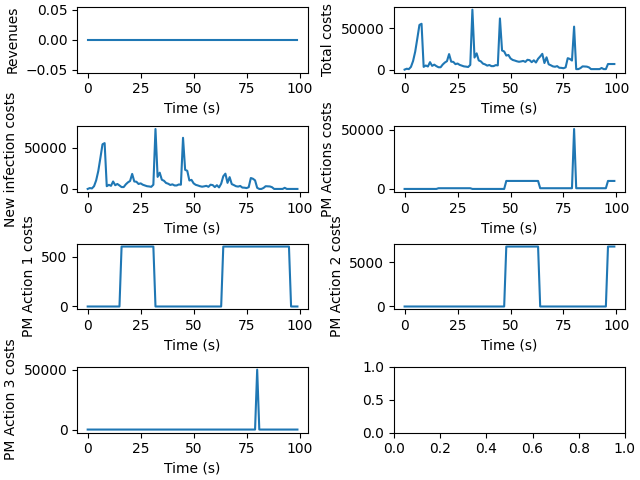 Revenues
0.05
0.00
−0.05
0 25 50 75 100
Time (s)
Total costs
50000
0
0 25 50 75 100
Time (s)
New infection costs
50000
0
0 25 50 75 100
Time (s)
PM Actions costs
50000
0
0 25 50 75 100
Time (s)
PM Action 1 costs
500
0
0 25 50 75 100
Time (s)
PM Action 2 costs
5000
0
0 25 50 75 100
Time (s)
PM Action 3 costs
50000
0
0 25 50 75 100
Time (s)
1.0
0.5
0.0
0.0 0.2 0.4 0.6 0.8 1.0